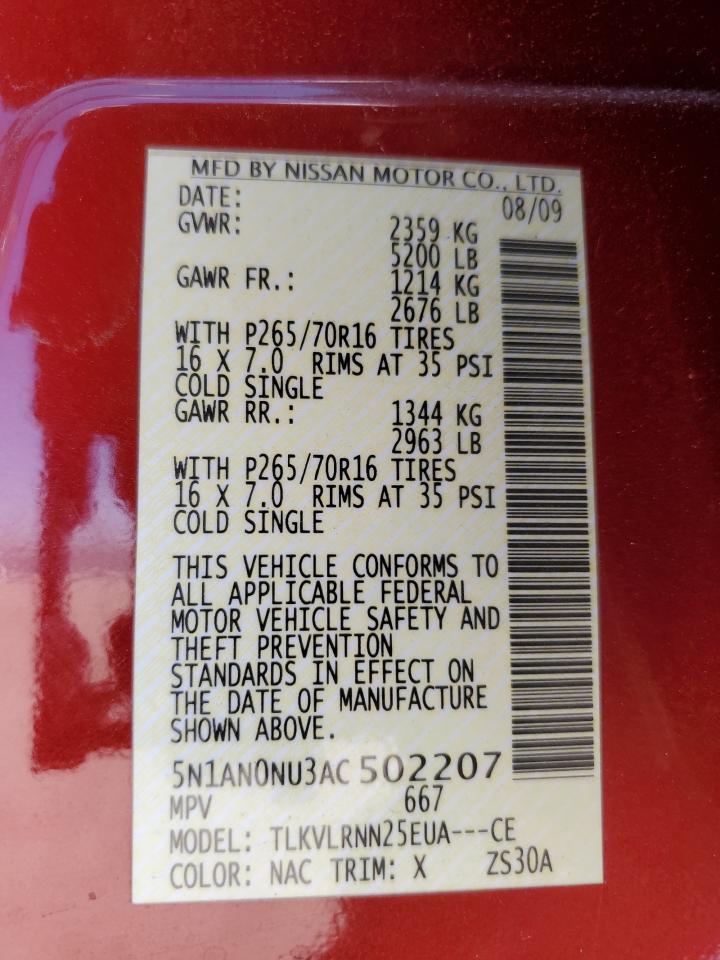 MFD BY NISSAN MOTOR CO., LTD.
DATE: 08/09
GVWR: 2359 KG
5200 LB
GAWR FR.: 1214 KG
2676 LB
WITH P265/70R16 TIRES
16 X 7.0 RIMS AT 35 PSI
COLD SINGLE
GAWR RR.: 1344 KG
2963 LB
WITH P265/70R16 TIRES
16 X 7.0 RIMS AT 35 PSI
COLD SINGLE
THIS VEHICLE CONFORMS TO
ALL APPLICABLE FEDERAL
MOTOR VEHICLE SAFETY AND
THEFT PREVENTION
STANDARDS IN EFFECT ON
THE DATE OF MANUFACTURE
SHOWN ABOVE.
5N1AN0NU3AC502207
MPV 667
MODEL: TLKVLRNN25EUA---CE
COLOR: NAC TRIM: X ZS30A